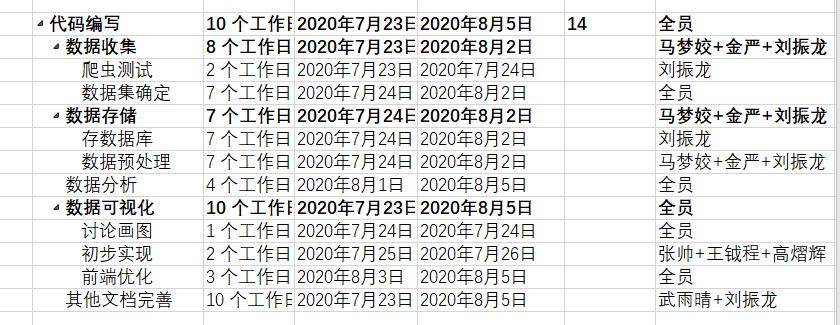 代码编写 10 个工作日 2020年7月23日 2020年8月5日 14 全员
数据收集 8 个工作日 2020年7月23日 2020年8月2日 马梦姣+金严+刘振龙
爬虫测试 2 个工作日 2020年7月23日 2020年7月24日 刘振龙
数据集确定 7 个工作日 2020年7月24日 2020年8月2日 全员
数据存储 7 个工作日 2020年7月24日 2020年8月2日 马梦姣+金严+刘振龙
存数据库 7 个工作日 2020年7月24日 2020年8月2日 刘振龙
数据预处理 7 个工作日 2020年7月24日 2020年8月2日 马梦姣+金严+刘振龙
数据分析 4 个工作日 2020年8月1日 2020年8月5日 全员
数据可视化 10 个工作日 2020年7月23日 2020年8月5日 全员
讨论画图 1 个工作日 2020年7月24日 2020年7月24日 全员
初步实现 2 个工作日 2020年7月25日 2020年7月26日 张帅+王钺程+高熠辉
前端优化 3 个工作日 2020年8月3日 2020年8月5日 全员
其他文档完善 10 个工作日 2020年7月23日 2020年8月5日 武雨晴+刘振龙